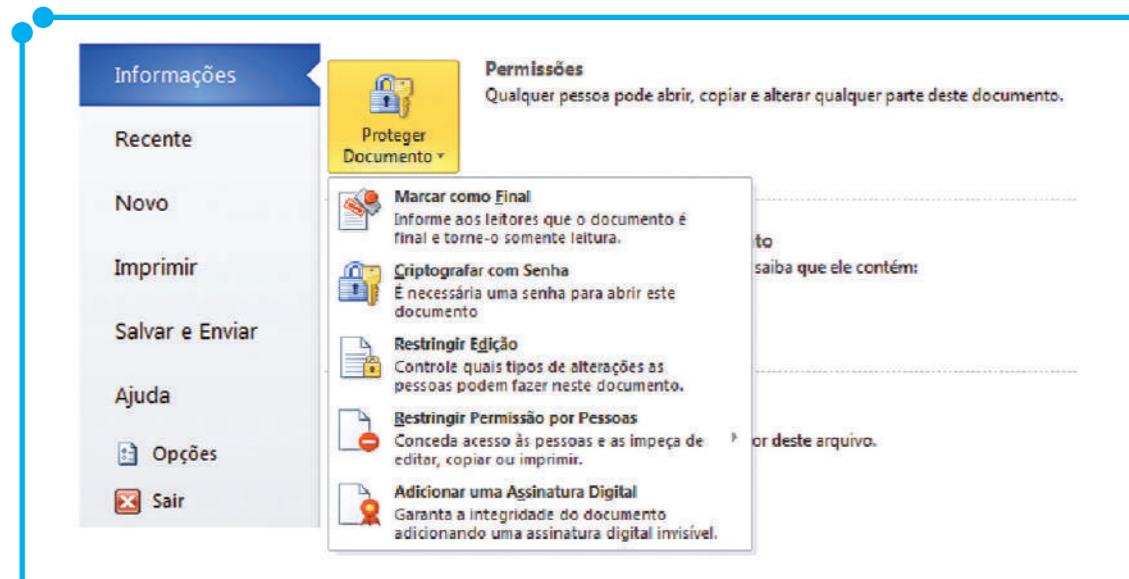 Informações
Recente
Novo
Imprimir
Salvar e Enviar
Ajuda
Opções
Sair
Proteger
Documento
Permissões
Qualquer pessoa pode abrir, copiar e alterar qualquer parte deste documento.
Marcar como Final
Informe aos leitores que o documento é
final e torne-o somente leitura.
Criptografar com Senha
É necessária uma senha para abrir este
documento
Restringir Edição
Controle quais tipos de alterações as
pessoas podem fazer neste documento.
Restringir Permissão por Pessoas
Conceda acesso às pessoas e as impeça de
editar, copiar ou imprimir.
Adicionar uma Assinatura Digital
Garanta a integridade do documento
adicionando uma assinatura digital invisível.
to
saiba que ele contém:
or deste arquivo.